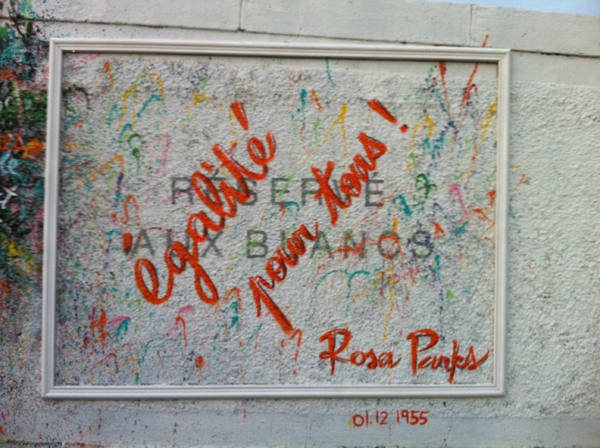 égalité
pour tous!
RÉSERVÉ
AUX BLANCS
Rosa Parks
01.12.1955